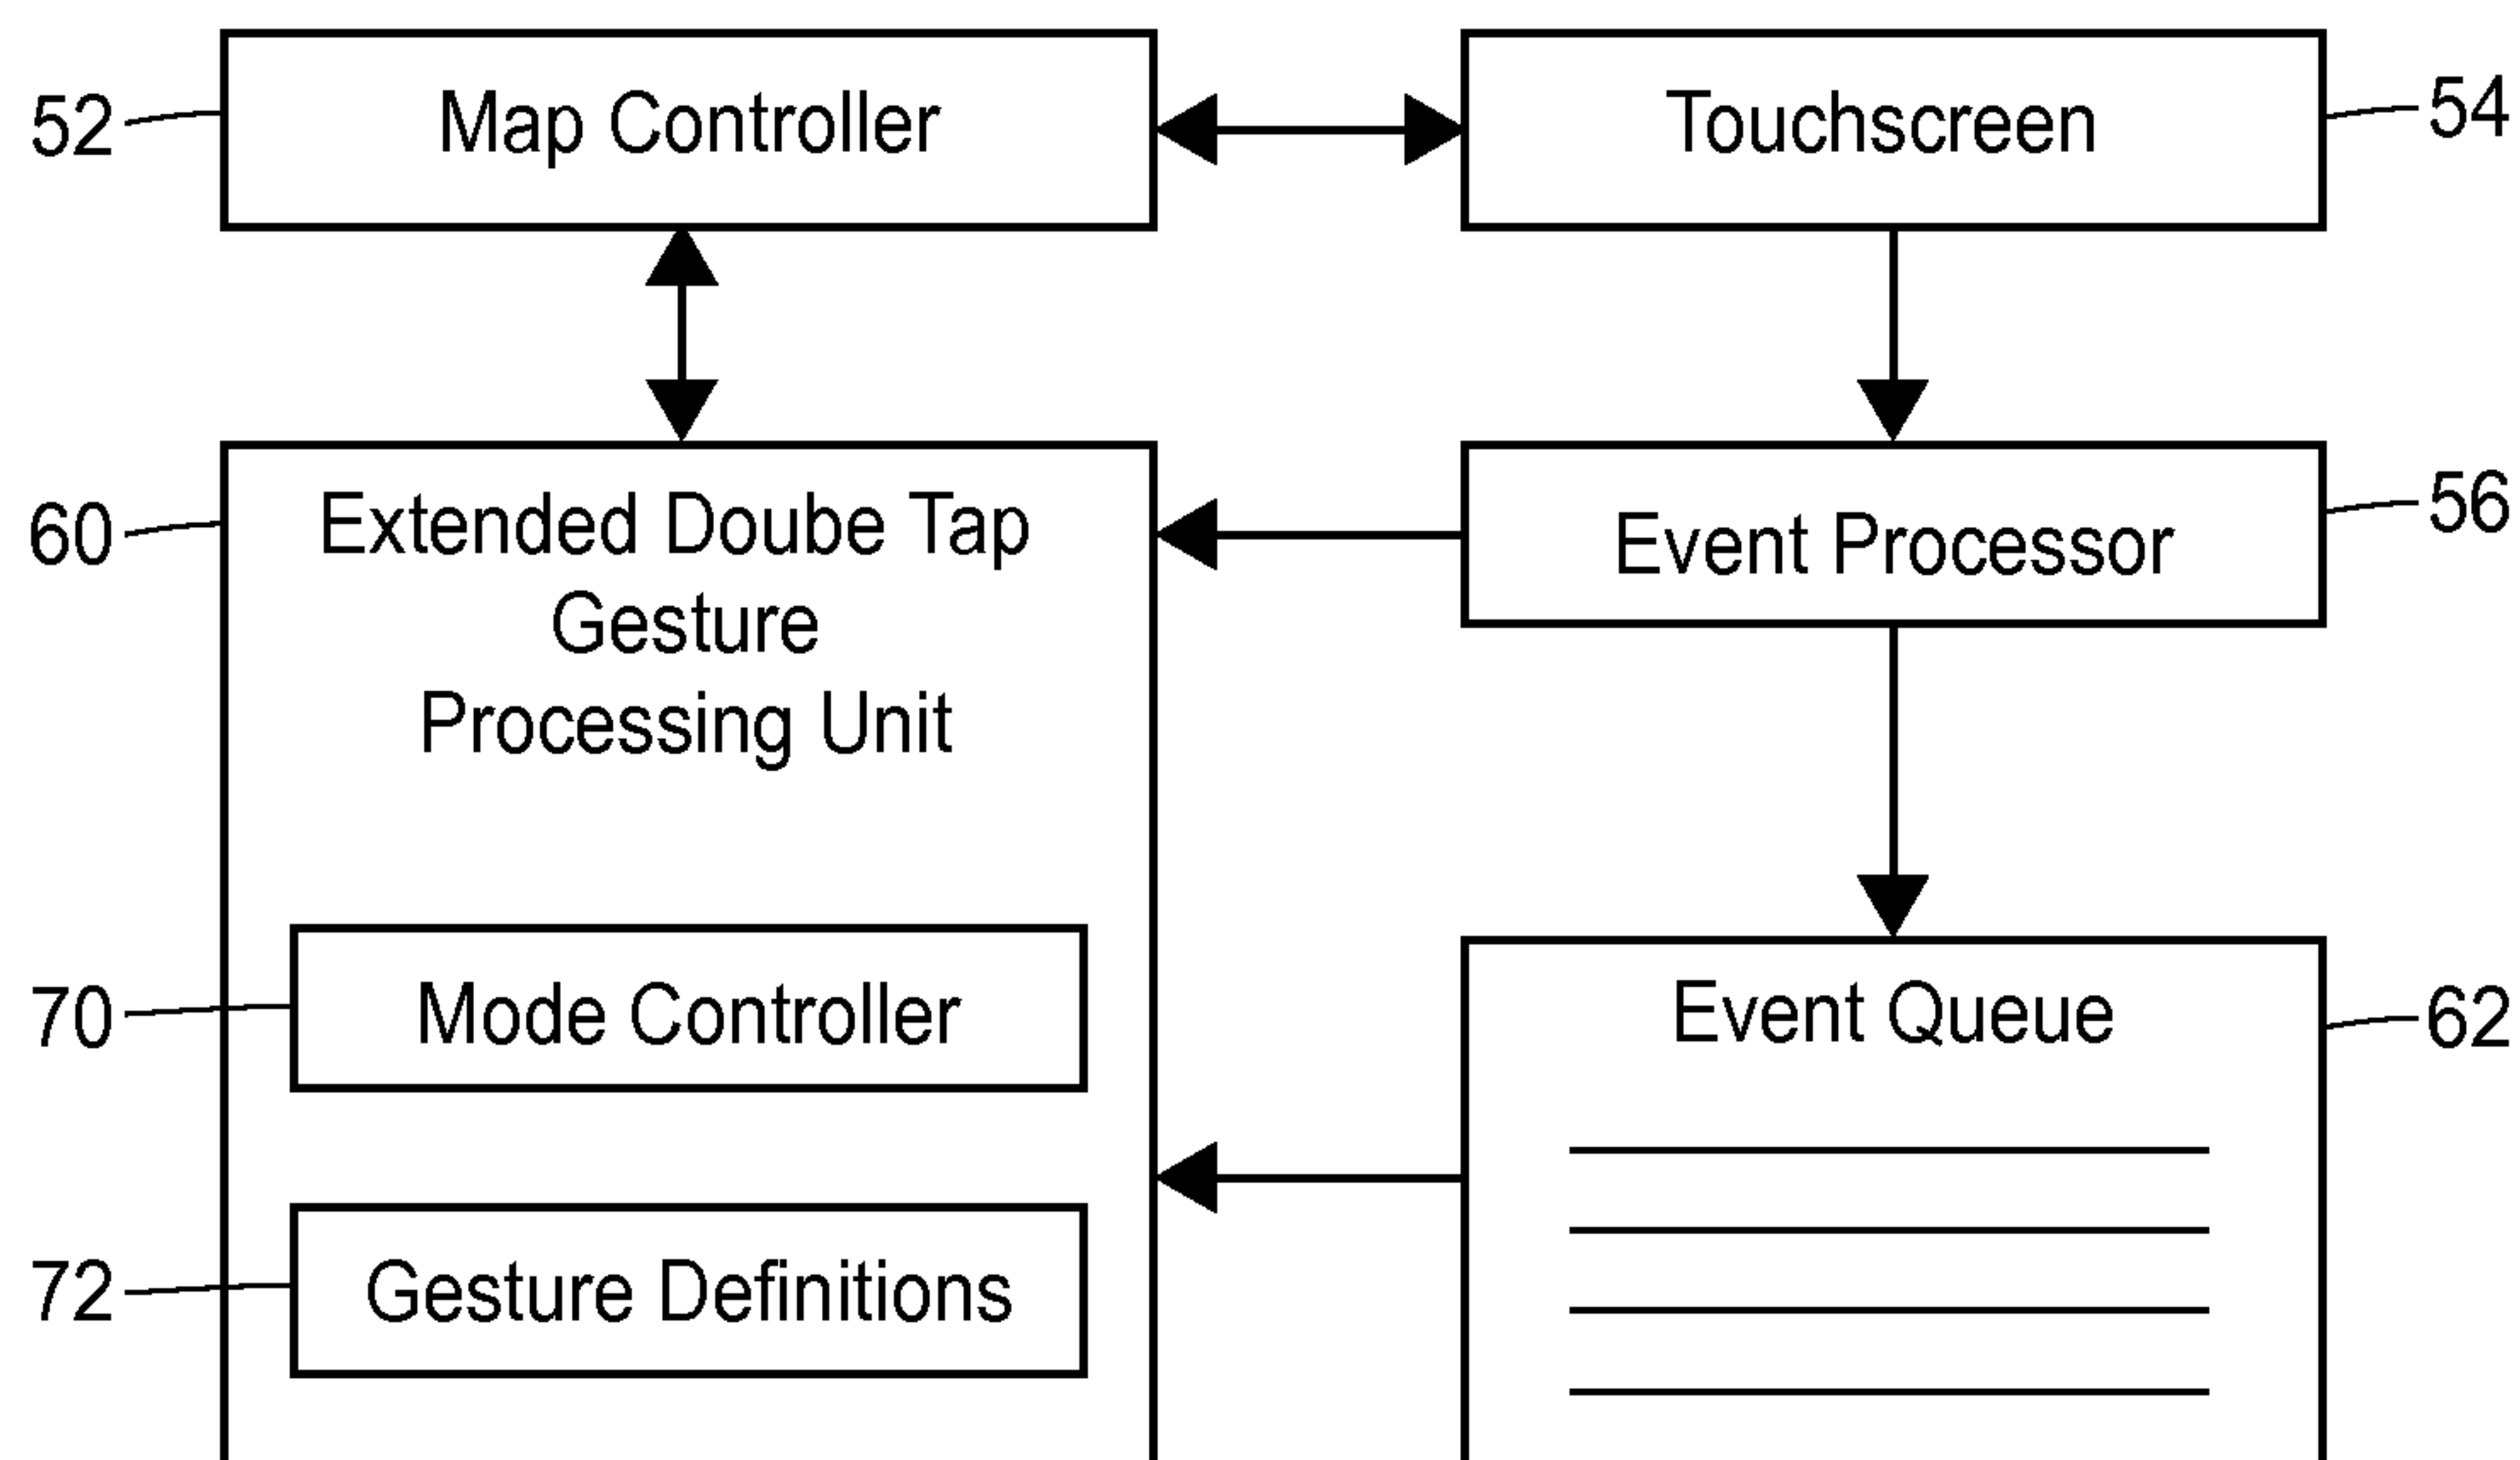 52
Map Controller
Touchscreen
54
60
Extended Doube Tap
Gesture
Processing Unit
Event Processor
56
70
Mode Controller
Event Queue
62
72
Gesture Definitions